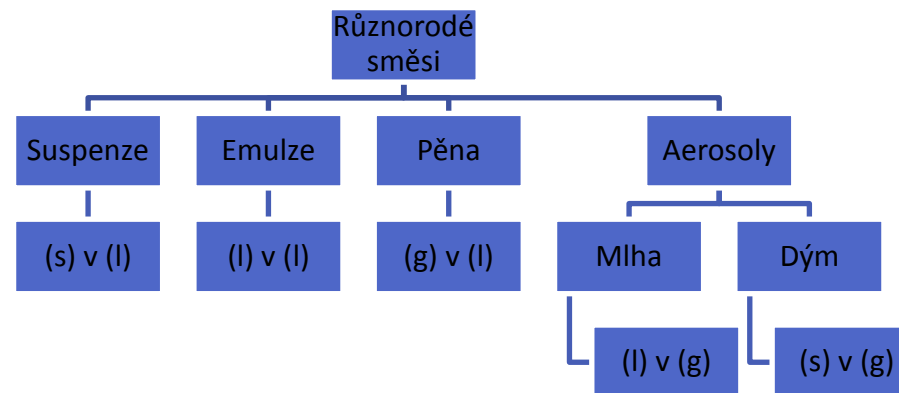 Různorodé
směsi
Suspenze
Emulze
Pěna
Aerosoly
(s) v (l)
(l) v (l)
(g) v (l)
Mlha
Dým
(l) v (g)
(s) v (g)